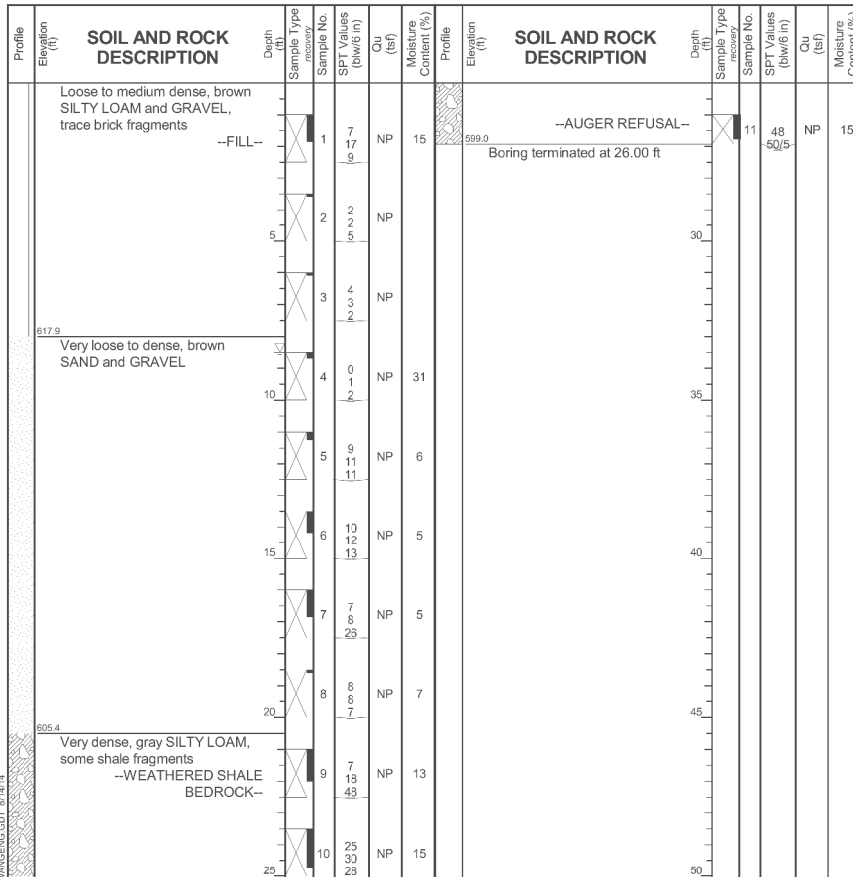 Profile
Elevation (ft)
SOIL AND ROCK
DESCRIPTION
Depth (ft)
Sample Type
recovery
Sample No.
SPT Values (blw/6 in)
Qu (tsf)
Moisture Content (%)
Profile
Elevation (ft)
SOIL AND ROCK
DESCRIPTION
Depth (ft)
Sample Type
recovery
Sample No.
SPT Values (blw/6 in)
Qu (tsf)
Moisture
Loose to medium dense, brown
SILTY LOAM and GRAVEL,
trace brick fragments
--FILL--
1 7 NP 15
17
9
2 2 NP
2
5
5
3 4 NP
3
2
617.9
Very loose to dense, brown
SAND and GRAVEL
4 0 NP 31
1
10 2
5 9 NP 6
11
11
6 10 NP 5
12
15 13
7 7 NP 5
8
26
8 8 NP 7
8
20 7
605.4
Very dense, gray SILTY LOAM,
some shale fragments
--WEATHERED SHALE
BEDROCK--
9 7 NP 13
18
48
10 25 NP 15
30
25 23
--AUGER REFUSAL--
11 48 NP 15
599.0 50/5
Boring terminated at 26.00 ft
30
35
40
45
50